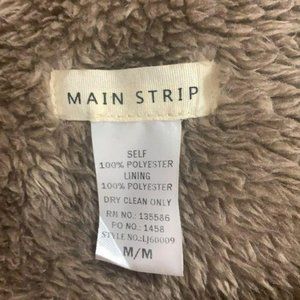 MAIN STRIP
SELF
100% POLYESTER
LINING
100% POLYESTER
DRY CLEAN ONLY
RN NO.: 135586
PO NO.: 1458
STYLE NO.:LJ60009
M/M